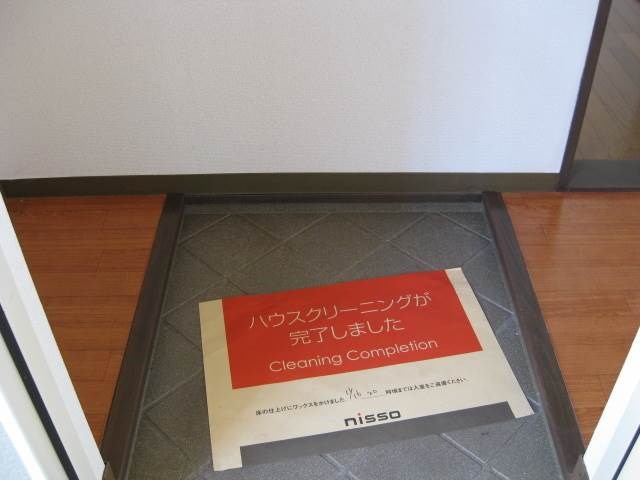 ハウスクリーニングが
完了しました
Cleaning Completion
床の仕上げにワックスをかけました。 20 時頃までは入室をご遠慮ください。
nisso